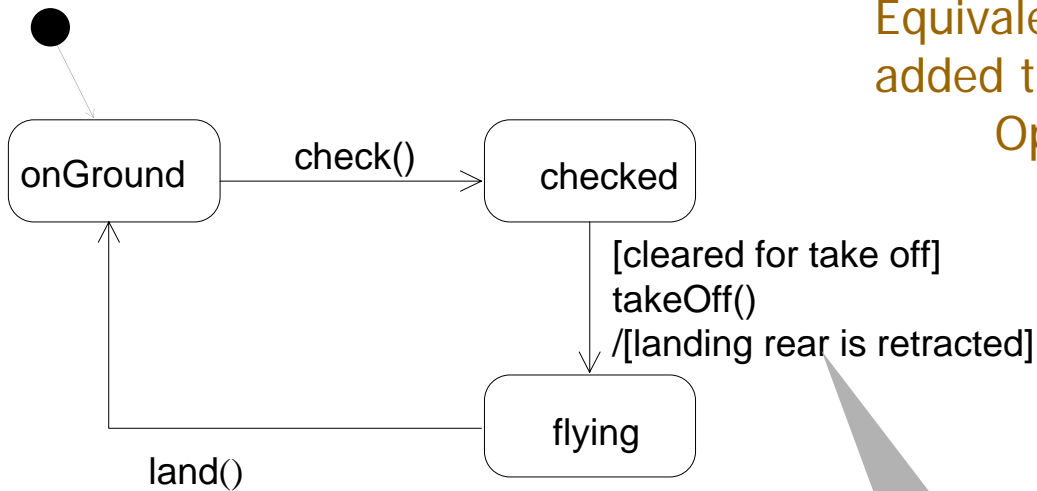 Equivale
added t
Op
onGround
check()
checked
[cleared for take off]
takeOff()
/[landing rear is retracted]
flying
land()